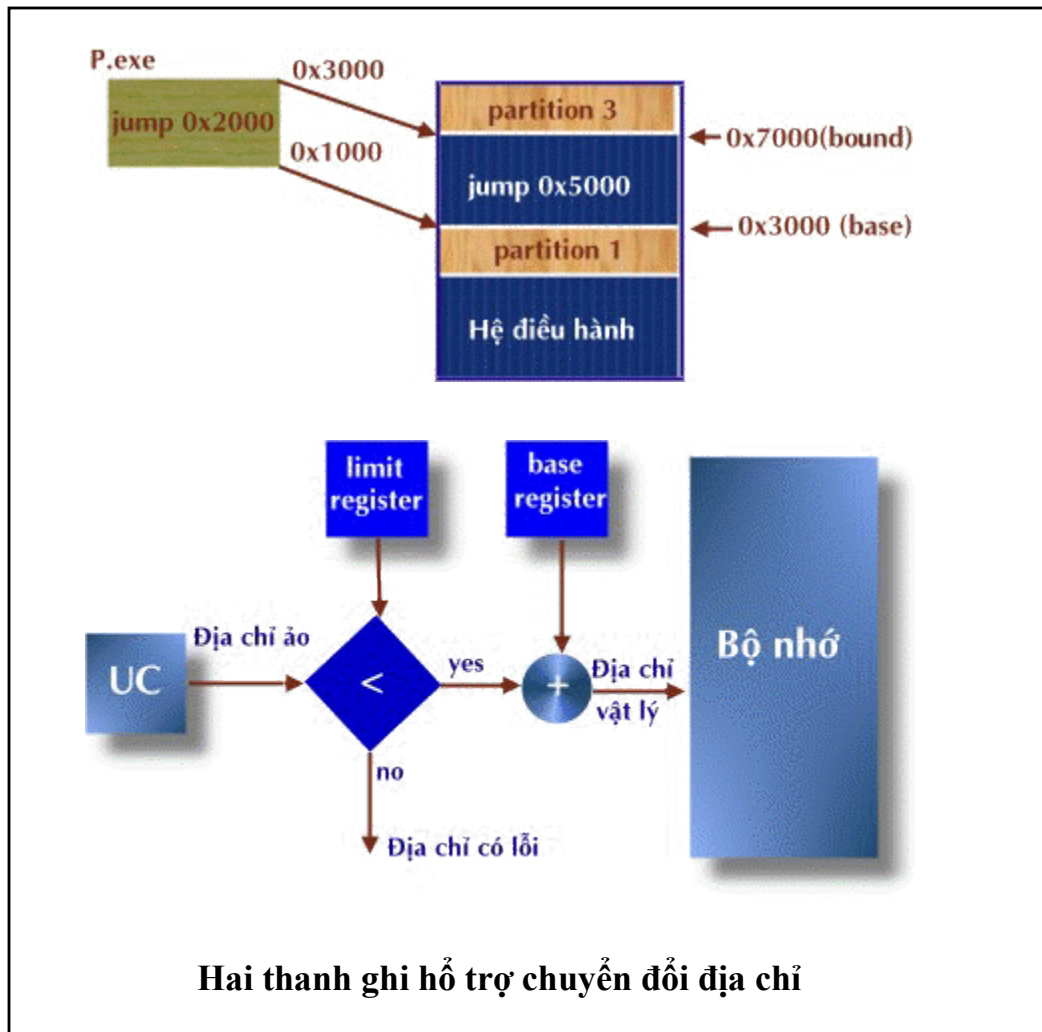 P.exe
jump 0x2000
0x3000
0x1000
partition 3
jump 0x5000
partition 1
Hệ điều hành
0x7000(bound)
0x3000 (base)
limit
register
base
register
UC
Địa chỉ ảo
<
yes
+
Địa chỉ
vật lý
Bộ nhớ
no
Địa chỉ có lỗi
Hai thanh ghi hổ trợ chuyển đổi địa chỉ